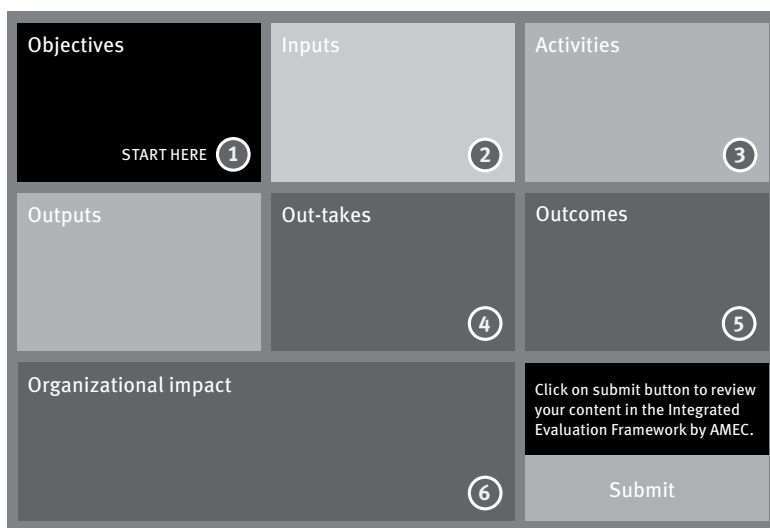 Objectives
START HERE 1
Inputs
2
Activities
3
Outputs
Out-takes
4
Outcomes
5
Organizational impact
6
Click on submit button to review
your content in the Integrated
Evaluation Framework by AMEC.
Submit